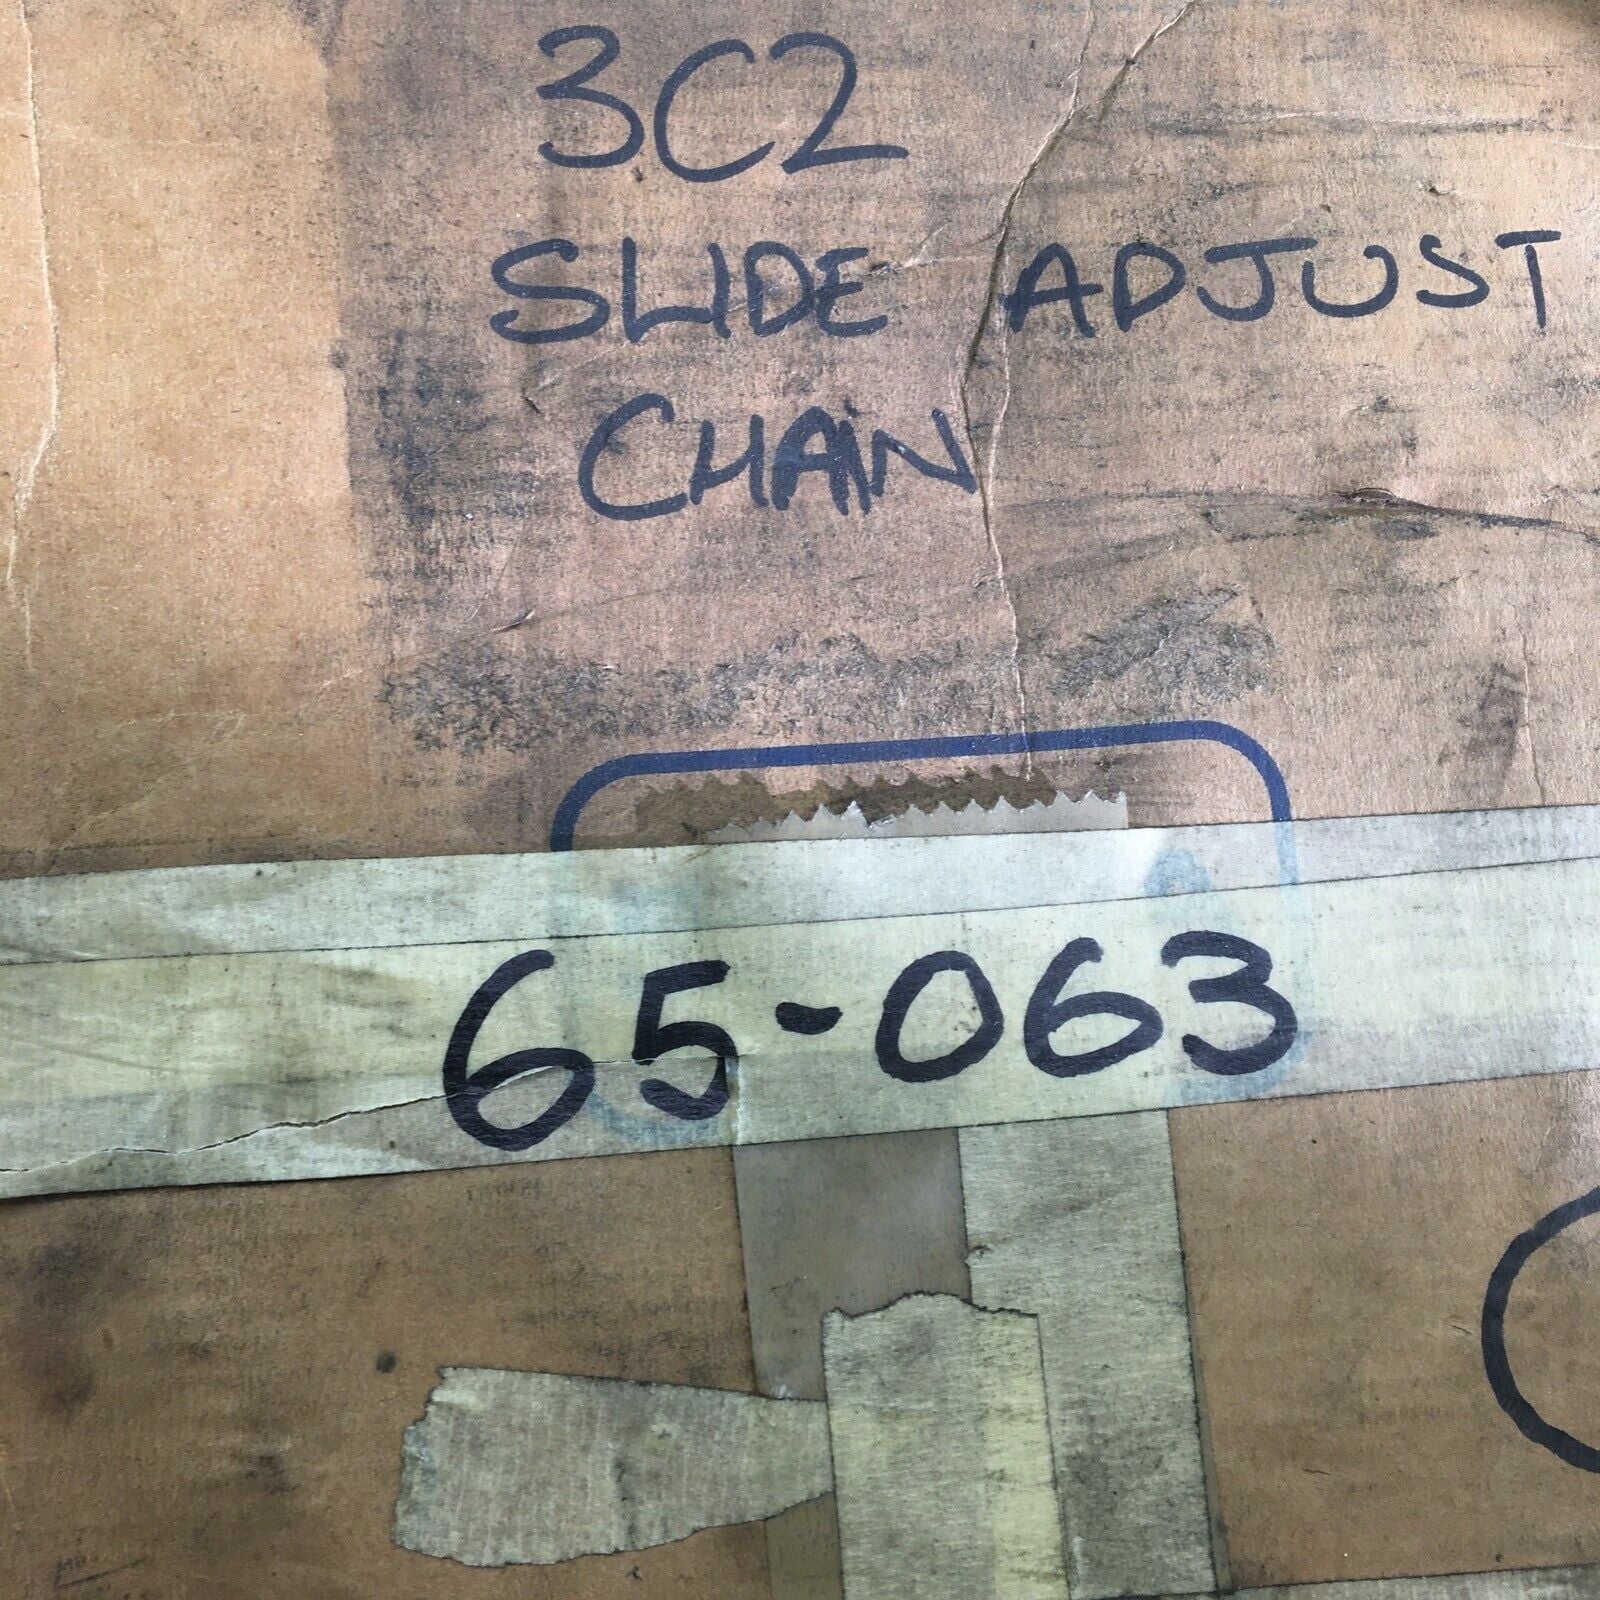 3C2
SLIDE ADJUST
CHAIN
65-063